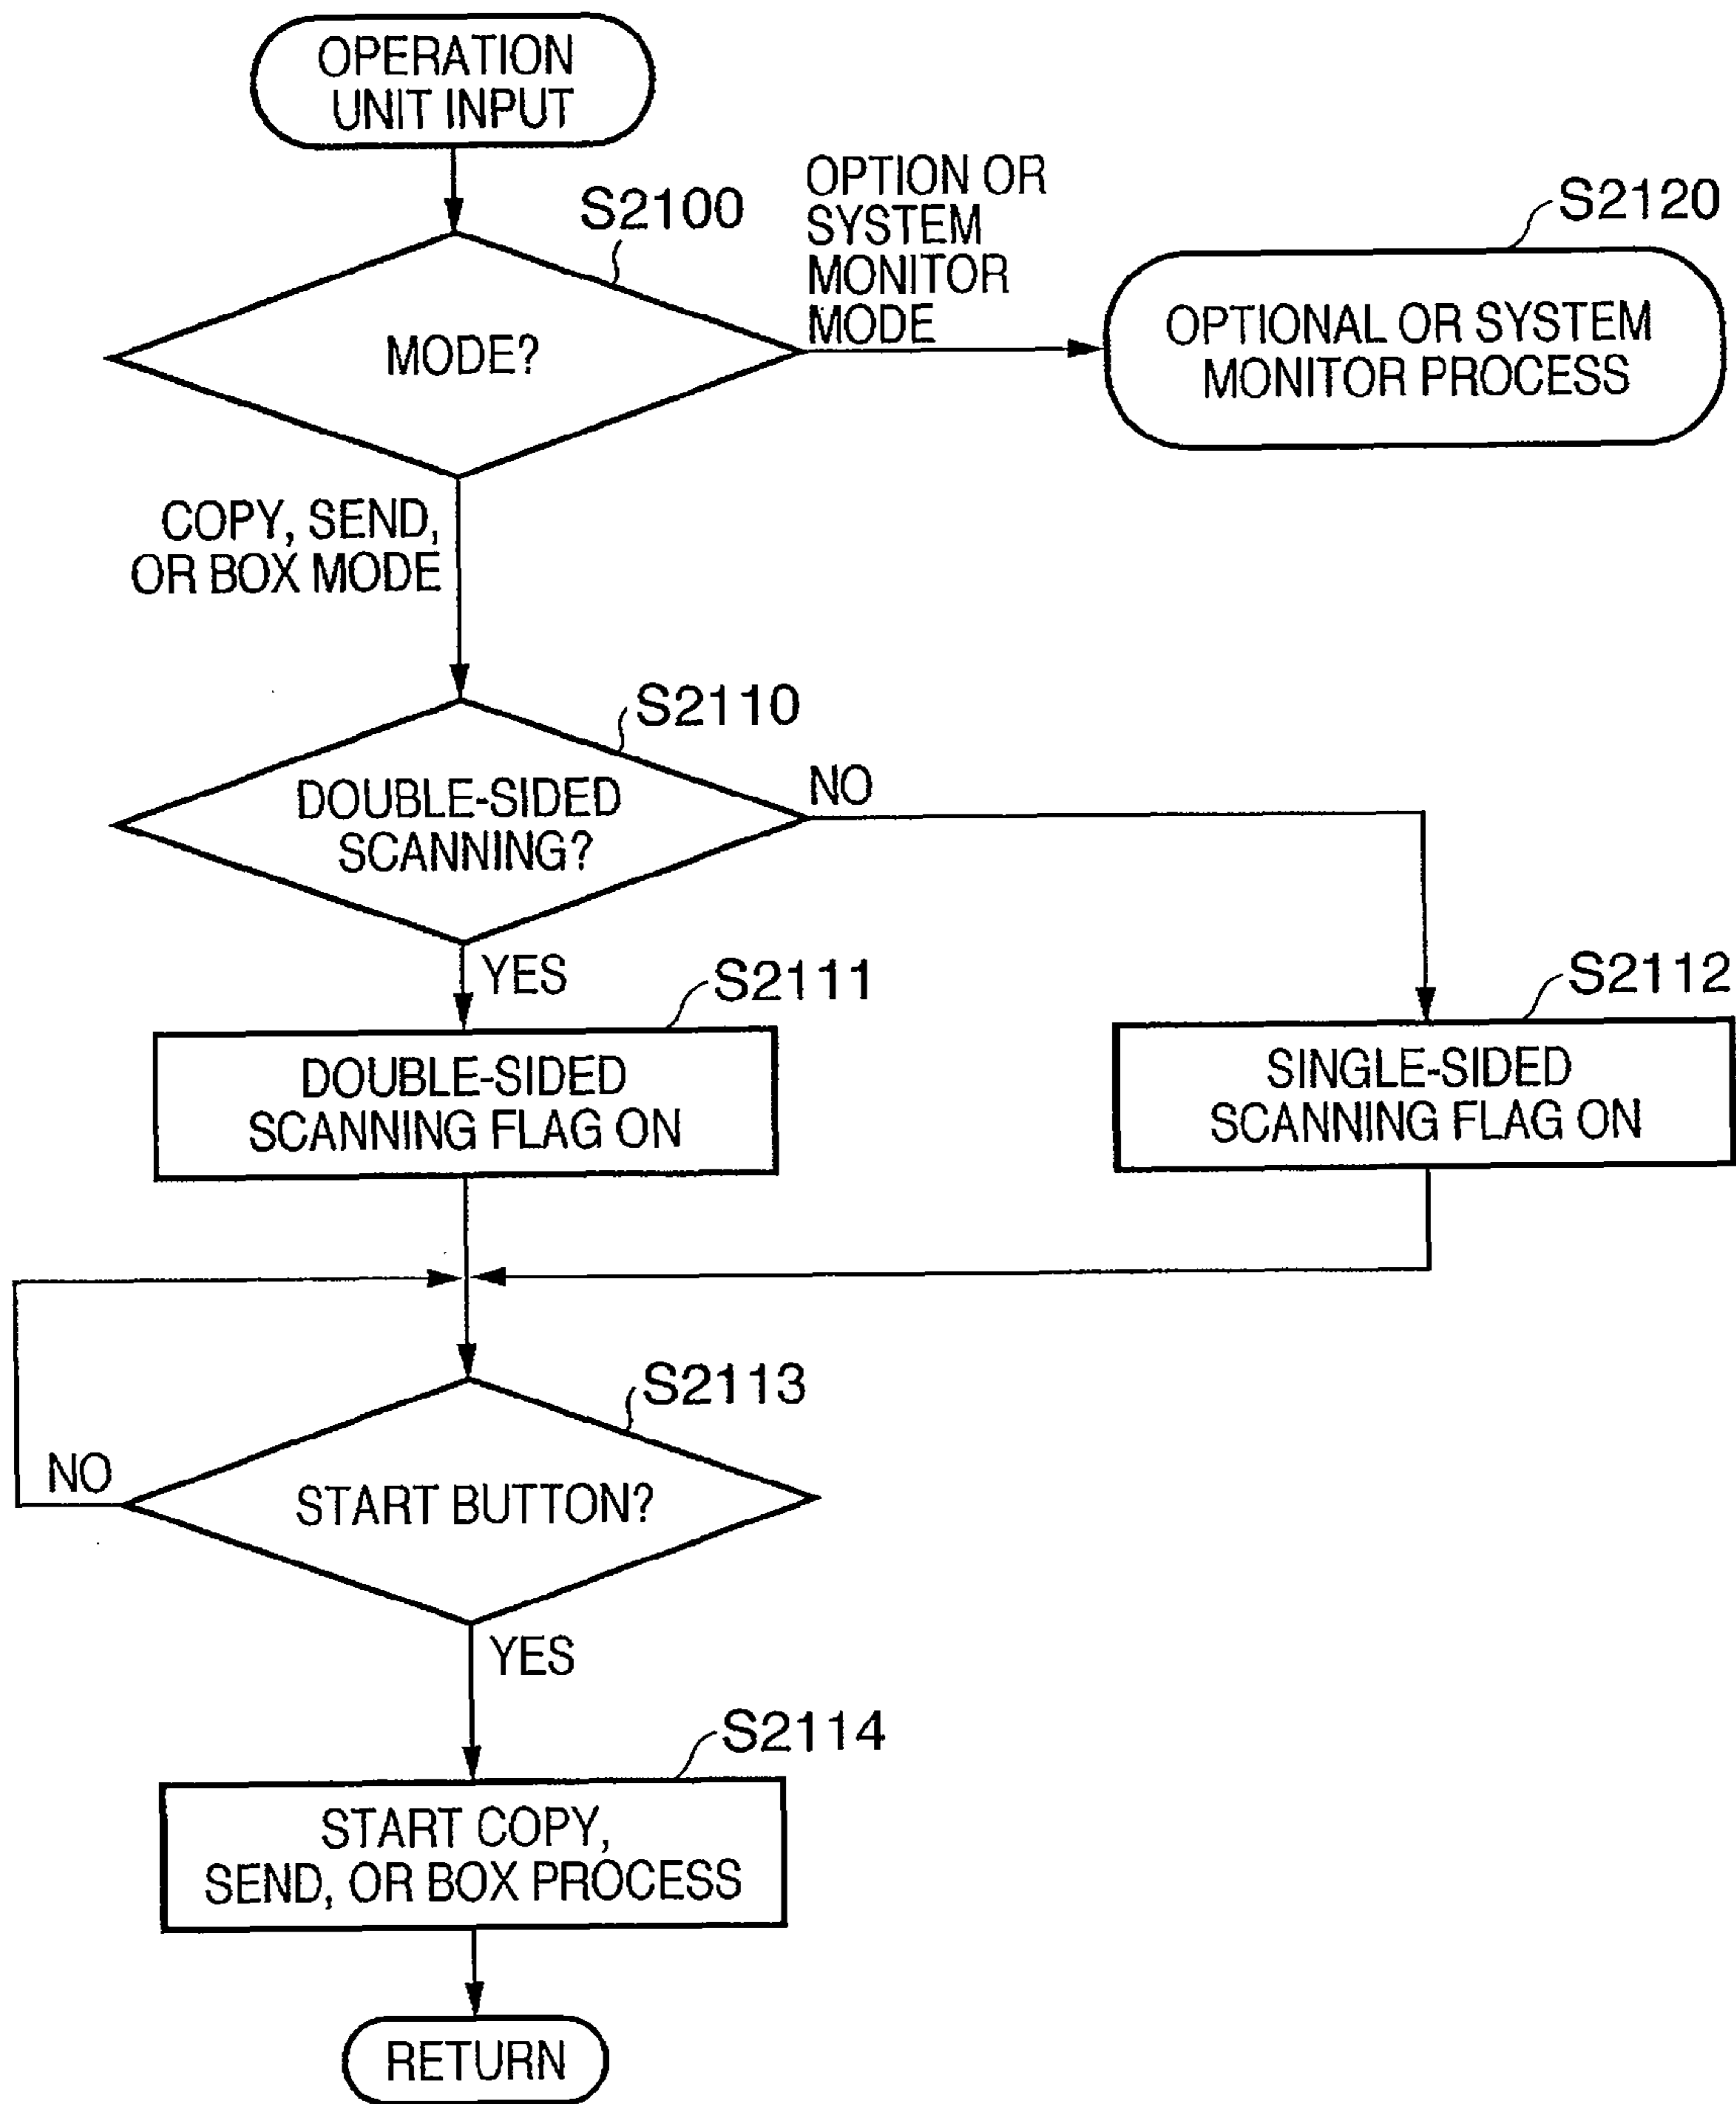 OPERATION
UNIT INPUT
S2100
OPTION OR
SYSTEM
MONITOR
MODE
S2120
MODE?
OPTIONAL OR SYSTEM
MONITOR PROCESS
COPY, SEND,
OR BOX MODE
S2110
DOUBLE-SIDED
SCANNING?
NO
YES
S2111
S2112
DOUBLE-SIDED
SCANNING FLAG ON
SINGLE-SIDED
SCANNING FLAG ON
S2113
NO
START BUTTON?
YES
S2114
START COPY,
SEND, OR BOX PROCESS
RETURN